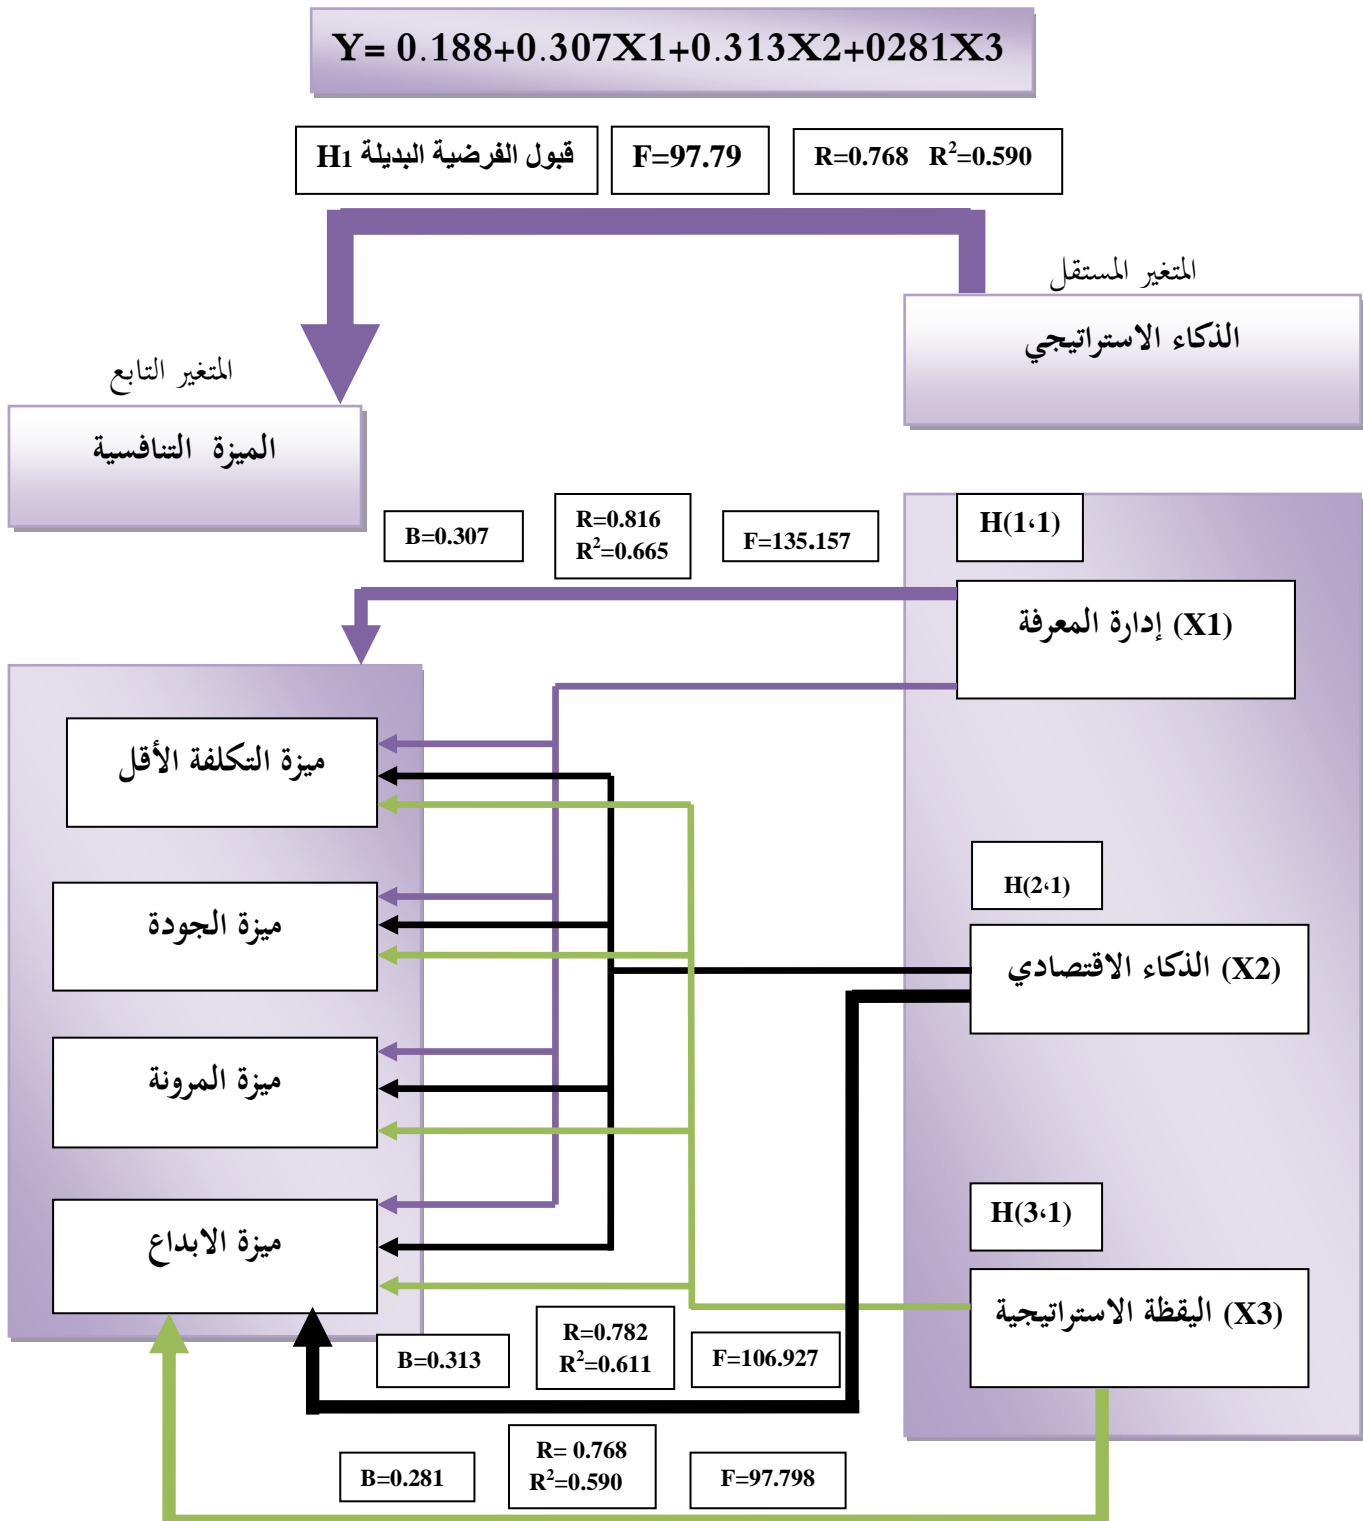 Y= 0.188+0.307X1+0.313X2+0281X3
قبول الفرضية البديلة H1
F=97.79
R=0.768 R²=0.590
المتغير المستقل
الذكاء الاستراتيجي
المتغير التابع
الميزة التنافسية
B=0.307
R=0.816
R²=0.665
F=135.157
H(1،1)
(X1) إدارة المعرفة
ميزة التكلفة الأقل
ميزة الجودة
H(2،1)
(X2) الذكاء الاقتصادي
ميزة المرونة
ميزة الابداع
H(3،1)
(X3) اليقظة الاستراتيجية
B=0.313
R=0.782
R²=0.611
F=106.927
B=0.281
R= 0.768
R²=0.590
F=97.798